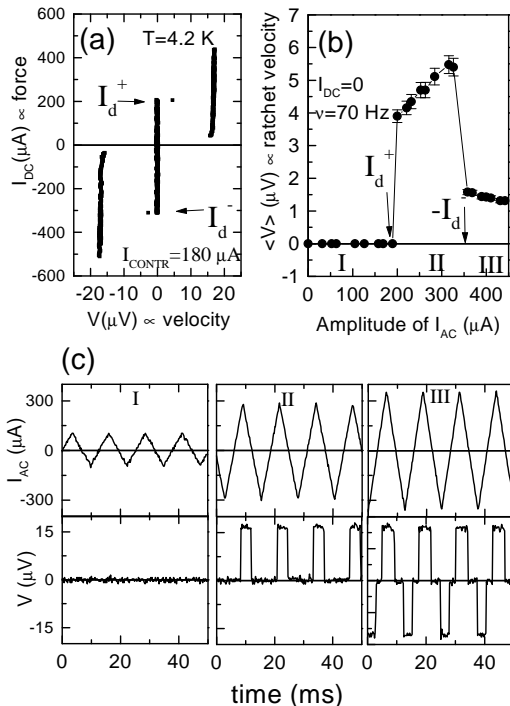 (a)
T=4.2 K
I_d^+
I_d^-
I_CONTR=180 μA
I_DC(μA) ∝ force
600
400
200
0
-200
-400
-600
-20 -10 0 10 20
V(μV) ∝ velocity
(b)
I_DC=0
ν=70 Hz
I_d^+
-I_d^-
I II III
<V> (μV) ∝ ratchet velocity
7
6
5
4
3
2
1
0
-1
0 100 200 300 400
Amplitude of I_AC (μA)
(c)
I II III
I_AC (μA)
300
0
-300
V (μV)
15
0
-15
0 20 40 0 20 40 0 20 40
time (ms)